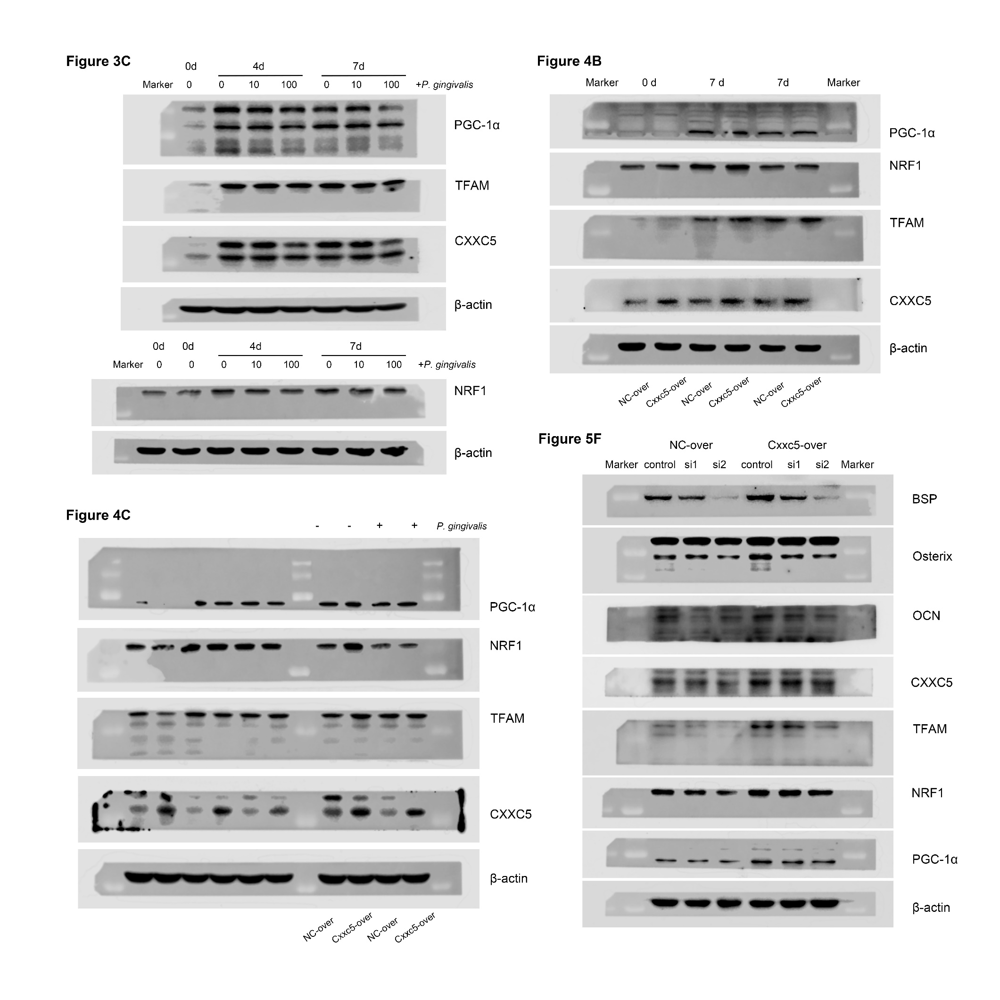 Figure 3C
0d 4d 7d
Marker 0 0 10 100 0 10 100 +P. gingivalis
PGC-1α
TFAM
CXXC5
β-actin
0d 0d 4d 7d
Marker 0 0 0 10 100 0 10 100 +P. gingivalis
NRF1
β-actin
Figure 4C
- - + + P. gingivalis
PGC-1α
NRF1
TFAM
CXXC5
β-actin
NC-over Cxxc5-over NC-over Cxxc5-over
Figure 4B
Marker 0 d 7 d 7d Marker
PGC-1α
NRF1
TFAM
CXXC5
β-actin
NC-over Cxxc5-over NC-over Cxxc5-over NC-over Cxxc5-over
Figure 5F
NC-over Cxxc5-over
Marker control si1 si2 control si1 si2 Marker
BSP
Osterix
OCN
CXXC5
TFAM
NRF1
PGC-1α
β-actin